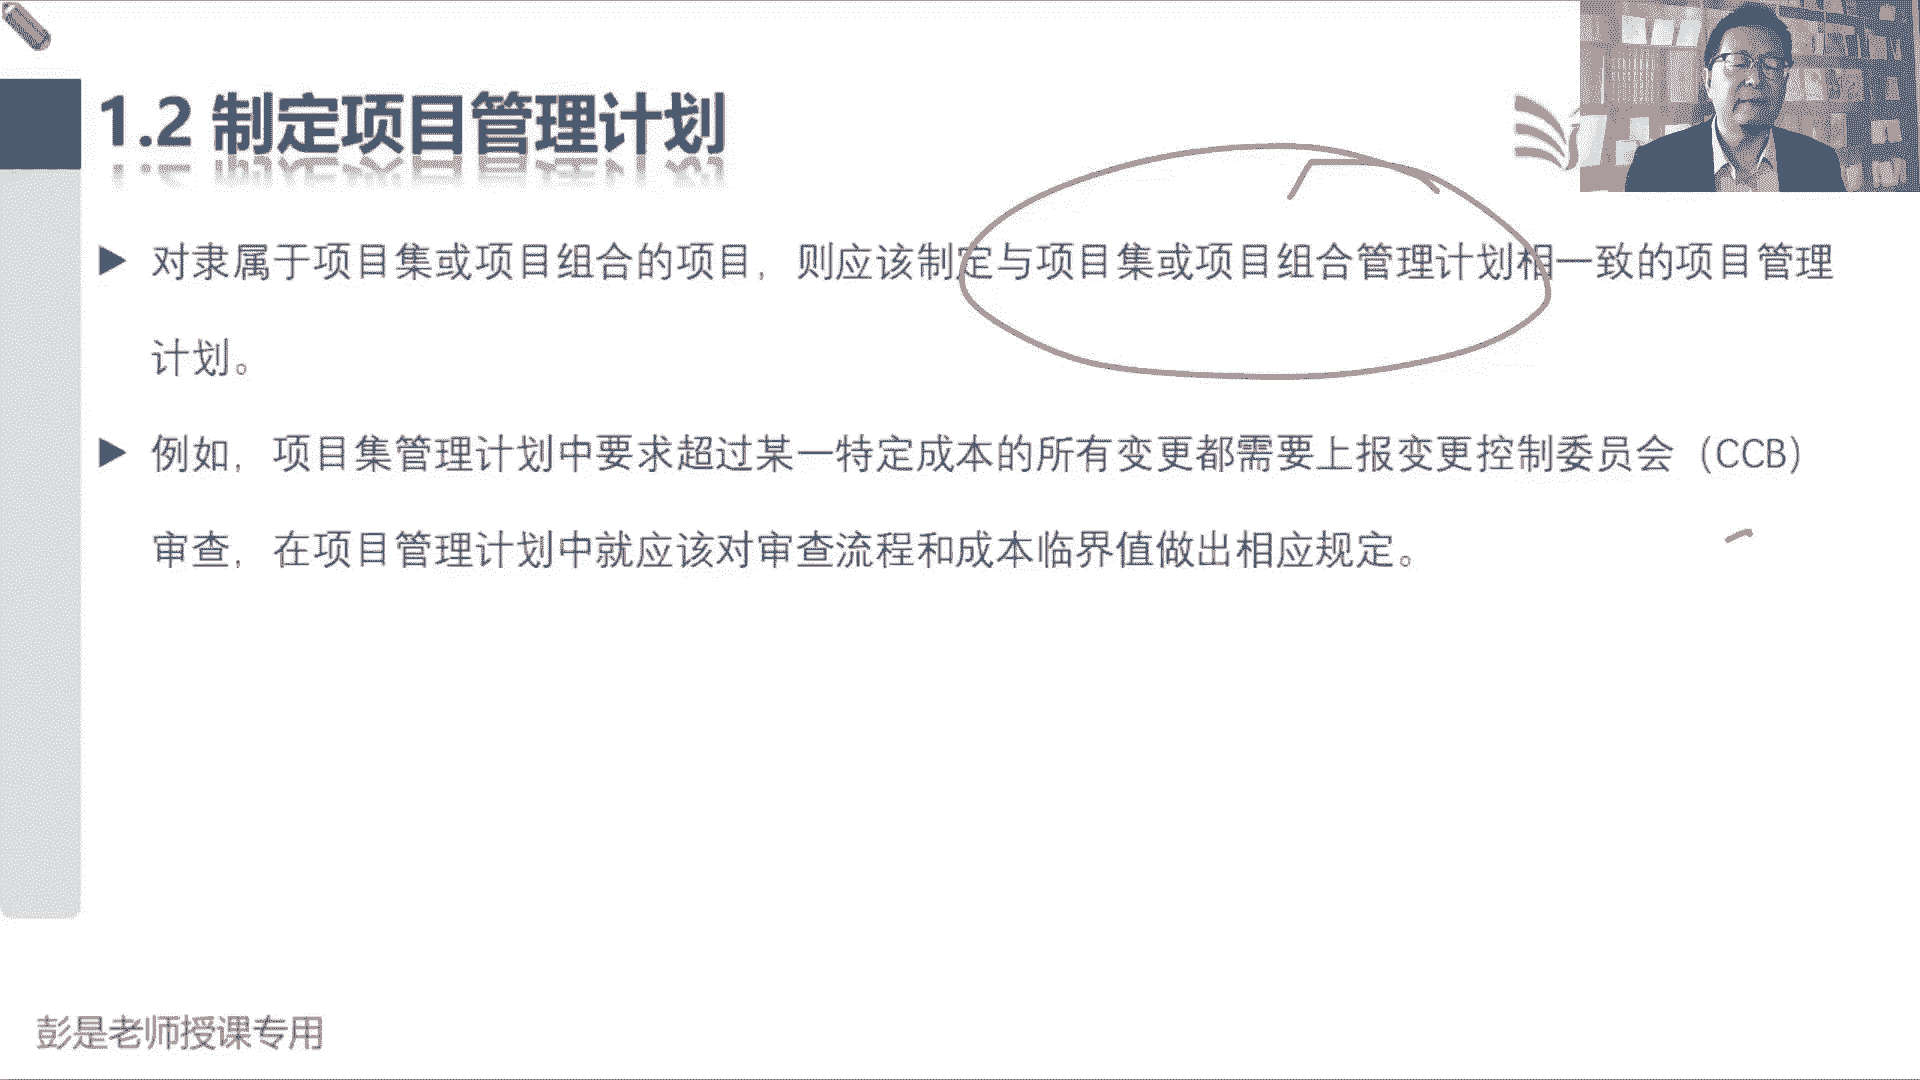 1.2 制定项目管理计划
对隶属于项目集或项目组合的项目，则应该制定与项目集或项目组合管理计划相一致的项目管理
计划。
例如，项目集管理计划中要求超过某一特定成本的所有变更都需要上报变更控制委员会（CCB）
审查，在项目管理计划中就应该对审查流程和成本临界值做出相应规定。
彭是老师授课专用